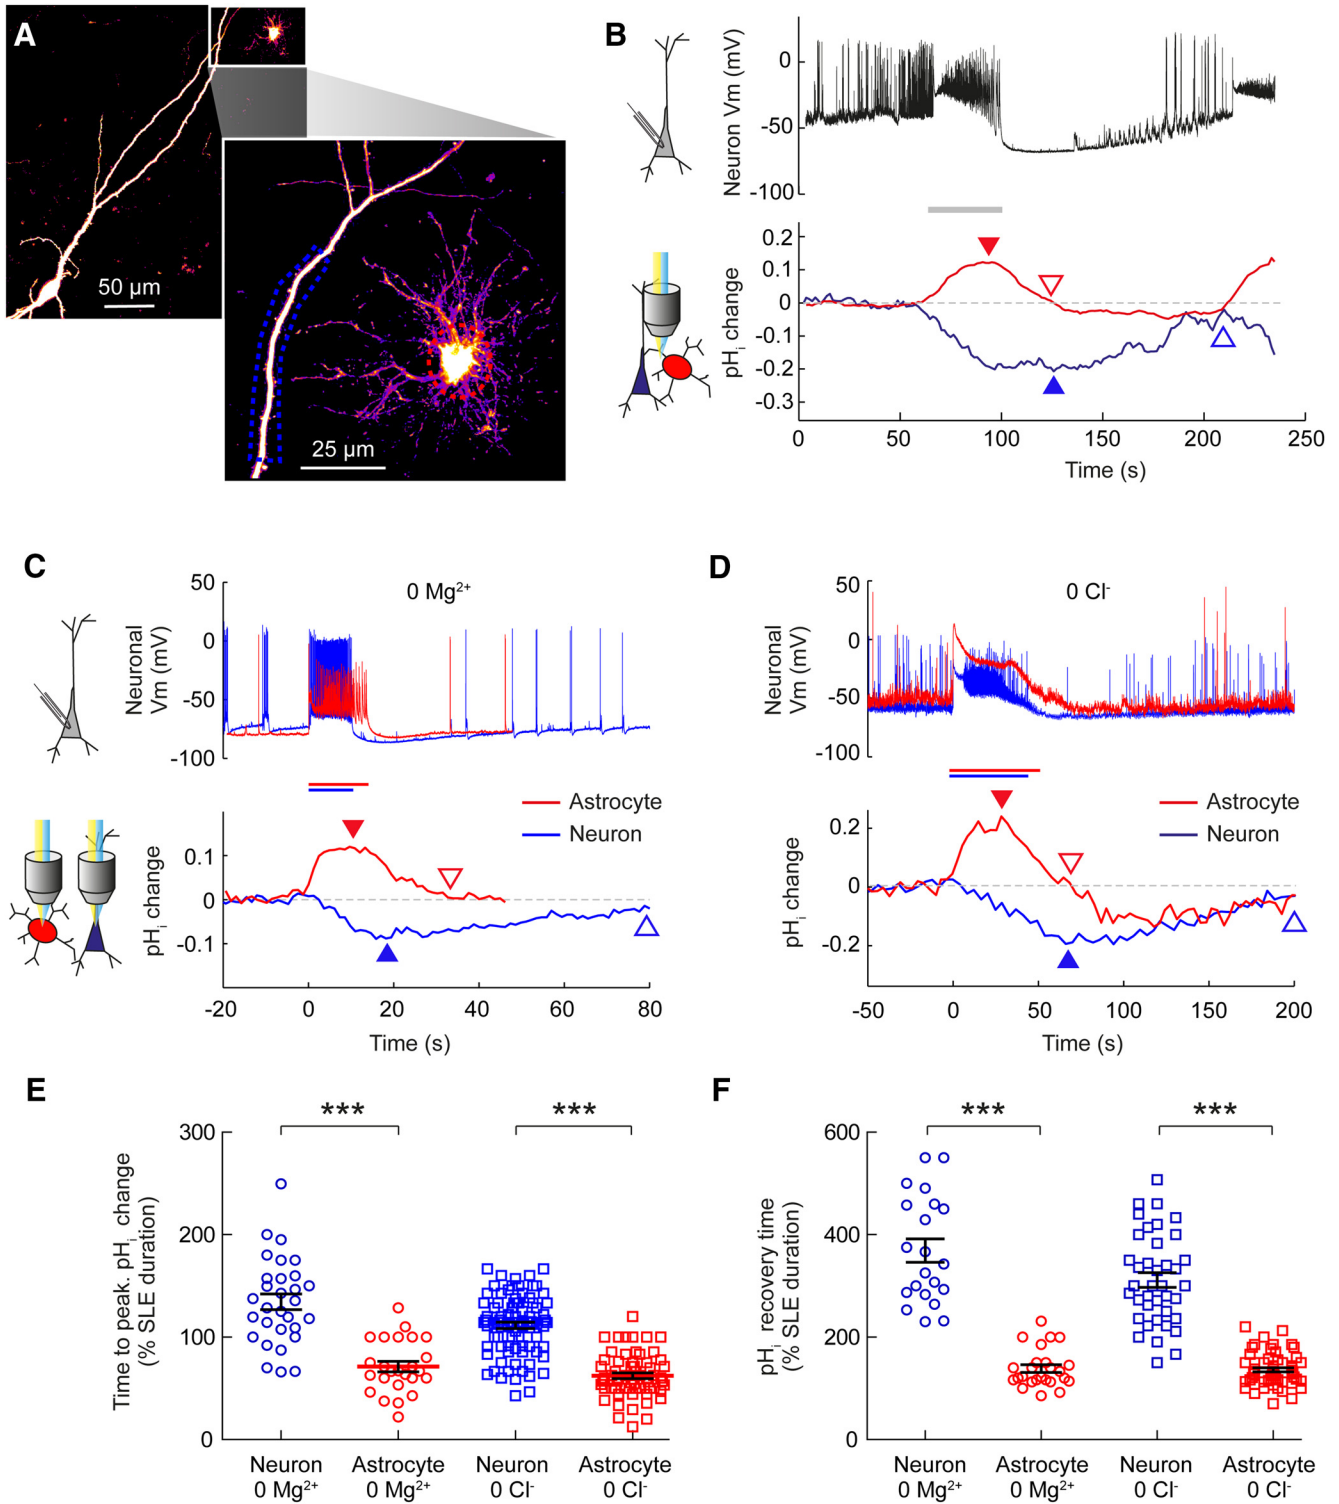 A
50 µm
25 µm
B
Neuron Vm (mV)
0
-50
-100
pHi change
0.2
0.1
0
-0.1
-0.2
-0.3
0
50
100
150
200
250
Time (s)
C
0 Mg2+
Neuronal
Vm (mV)
50
0
-50
-100
Astrocyte
Neuron
pHi change
0.1
0
-0.1
-20
0
20
40
60
80
Time (s)
D
0 Cl-
Neuronal
Vm (mV)
50
0
-50
-100
Astrocyte
Neuron
pHi change
0.2
0
-0.2
-50
0
50
100
150
200
Time (s)
E
Time to peak. pHi change
(% SLE duration)
300
200
100
0
***
***
Neuron
0 Mg2+
Astrocyte
0 Mg2+
Neuron
0 Cl-
Astrocyte
0 Cl-
F
pHi recovery time
(% SLE duration)
600
400
200
0
***
***
Neuron
0 Mg2+
Astrocyte
0 Mg2+
Neuron
0 Cl-
Astrocyte
0 Cl-